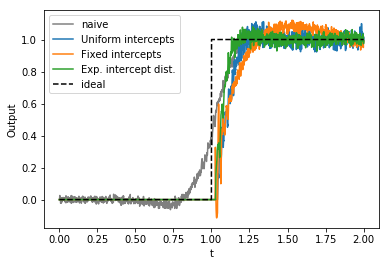 naive
Uniform intercepts
Fixed intercepts
Exp. intercept dist.
ideal
1.0
0.8
0.6
0.4
0.2
0.0
Output
0.00 0.25 0.50 0.75 1.00 1.25 1.50 1.75 2.00
t